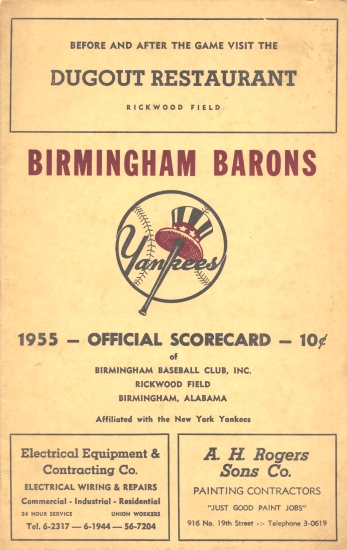 BEFORE AND AFTER THE GAME VISIT THE
DUGOUT RESTAURANT
RICKWOOD FIELD
BIRMINGHAM BARONS
Yankees
1955 — OFFICIAL SCORECARD — 10¢
of
BIRMINGHAM BASEBALL CLUB, INC.
RICKWOOD FIELD
BIRMINGHAM, ALABAMA
Affiliated with the New York Yankees
Electrical Equipment &
Contracting Co.
ELECTRICAL WIRING & REPAIRS
Commercial - Industrial - Residential
24 HOUR SERVICE UNION WORKERS
Tel. 6-2317 — 6-1944 — 56-7204
A. H. Rogers
Sons Co.
PAINTING CONTRACTORS
"JUST GOOD PAINT JOBS"
916 No. 19th Street -:- Telephone 3-0619